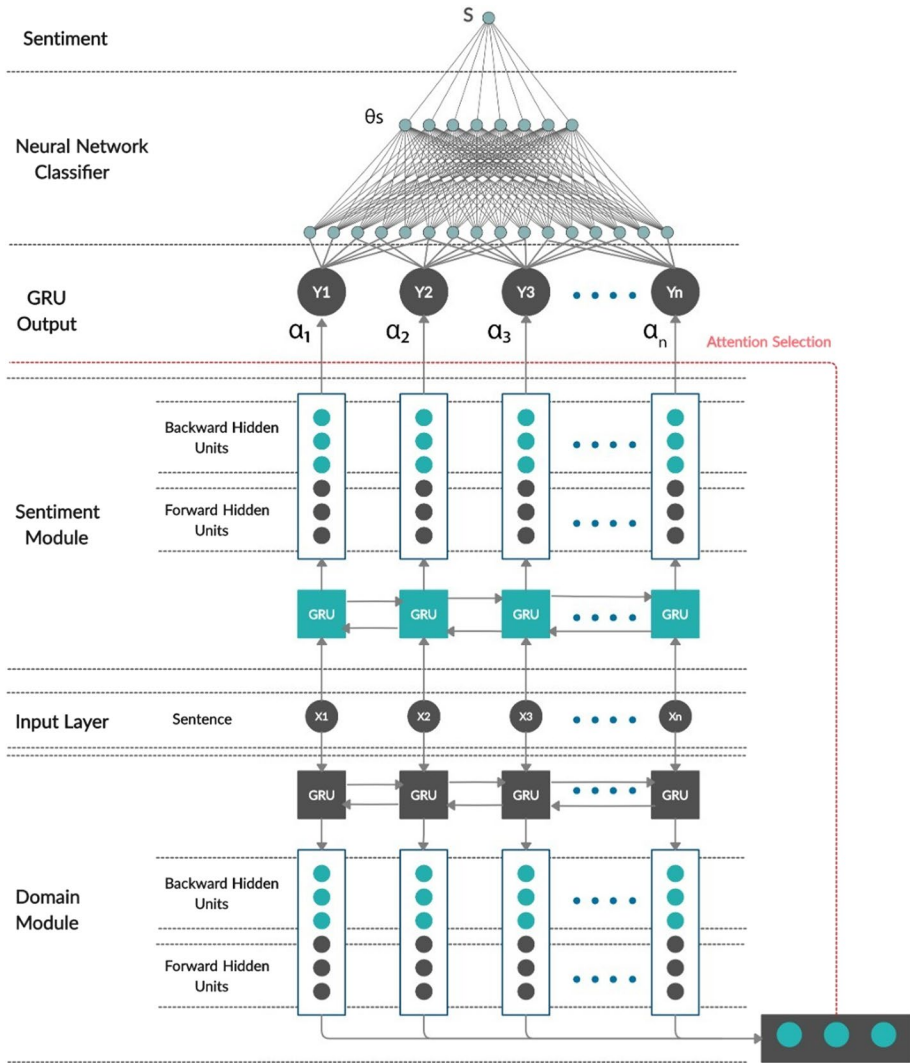 S
Sentiment
θs
Neural Network
Classifier
GRU
Output
Y1 Y2 Y3 Yn
α1 α2 α3 αn
Attention Selection
Sentiment
Module
Backward Hidden
Units
Forward Hidden
Units
GRU GRU GRU GRU
Input Layer
Sentence
X1 X2 X3 Xn
GRU GRU GRU GRU
Domain
Module
Backward Hidden
Units
Forward Hidden
Units